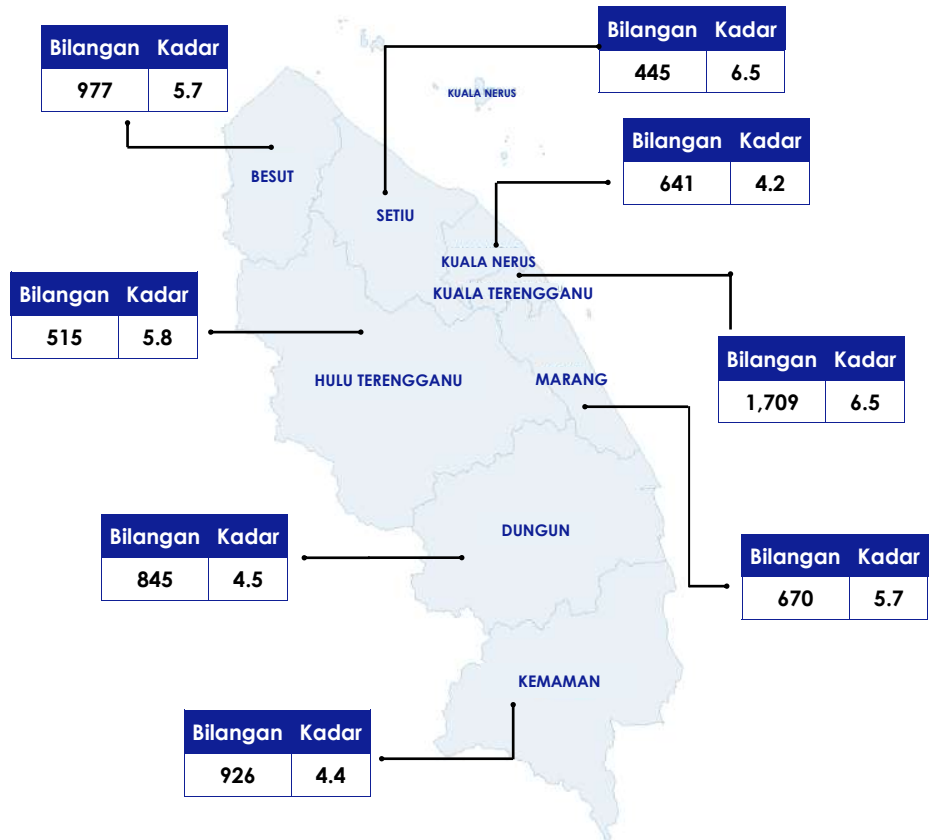 Bilangan Kadar
445 6.5
Bilangan Kadar
977 5.7
KUALA NERUS
Bilangan Kadar
641 4.2
BESUT
SETIU
KUALA NERUS
KUALA TERENGGANU
Bilangan Kadar
515 5.8
Bilangan Kadar
1,709 6.5
HULU TERENGGANU
MARANG
Bilangan Kadar
845 4.5
DUNGUN
Bilangan Kadar
670 5.7
KEMAMAN
Bilangan Kadar
926 4.4